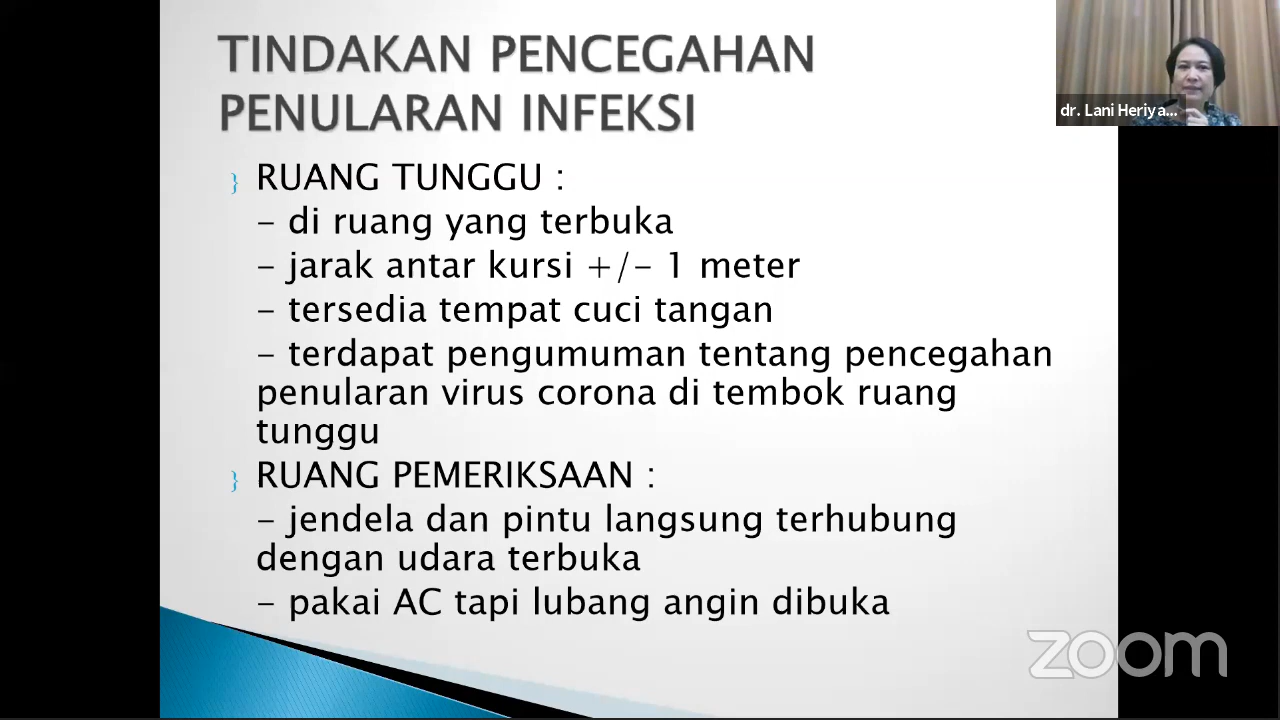 TINDAKAN PENCEGAHAN
PENULARAN INFEKSI
dr. Lani Heriya...
} RUANG TUNGGU :
- di ruang yang terbuka
- jarak antar kursi +/- 1 meter
- tersedia tempat cuci tangan
- terdapat pengumuman tentang pencegahan
penularan virus corona di tembok ruang
tunggu
} RUANG PEMERIKSAAN :
- jendela dan pintu langsung terhubung
dengan udara terbuka
- pakai AC tapi lubang angin dibuka
zoom